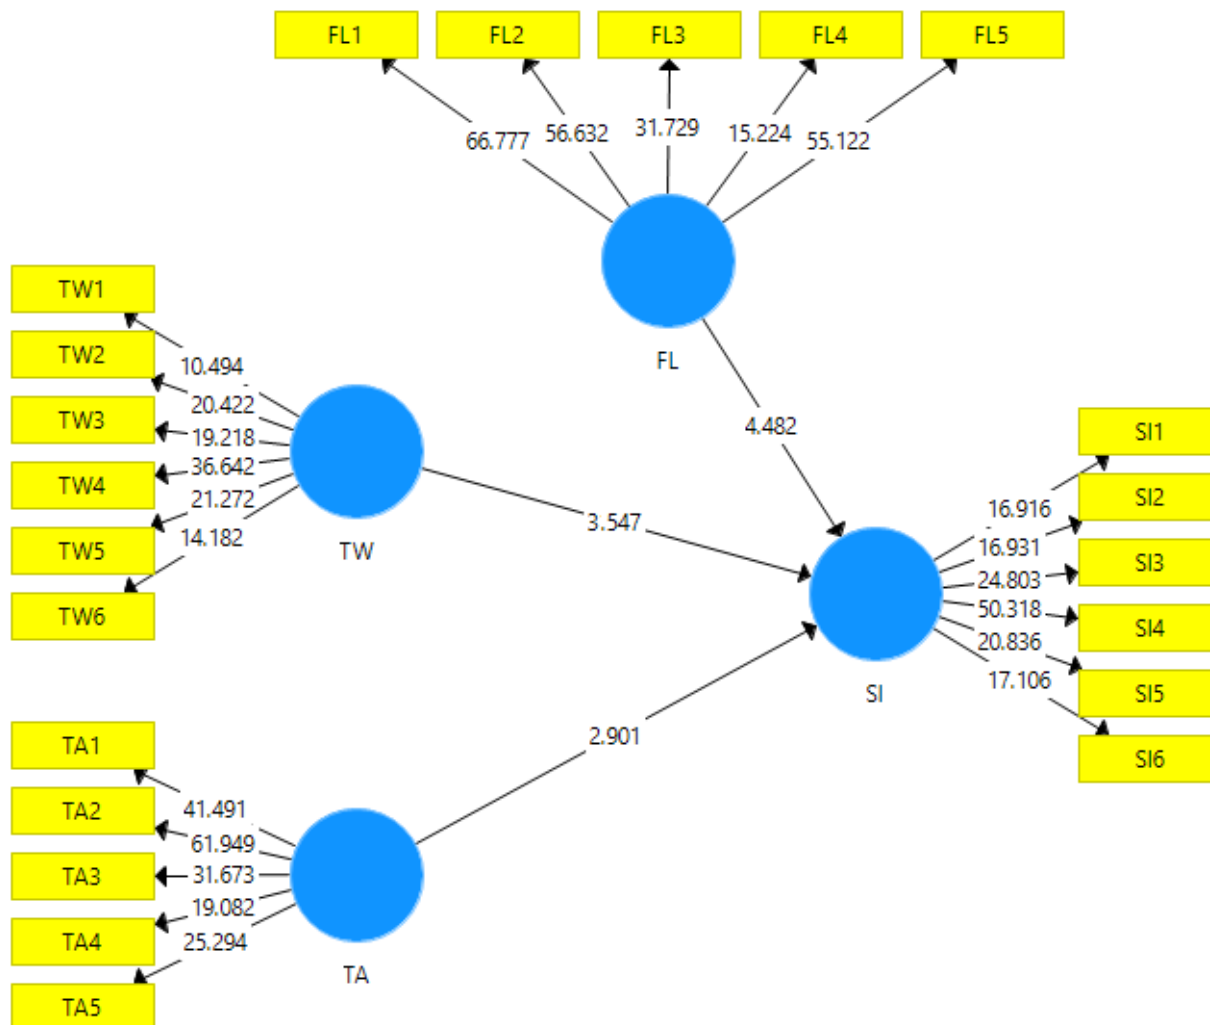 FL1 FL2 FL3 FL4 FL5
66.777 56.632 31.729 15.224 55.122
FL
4.482
TW1
TW2
TW3
TW4
TW5
TW6
10.494
20.422
19.218
36.642
21.272
14.182
TW
3.547
SI1
SI2
SI3
SI4
SI5
SI6
16.916
16.931
24.803
50.318
20.836
17.106
SI
2.901
TA1
TA2
TA3
TA4
TA5
41.491
61.949
31.673
19.082
25.294
TA